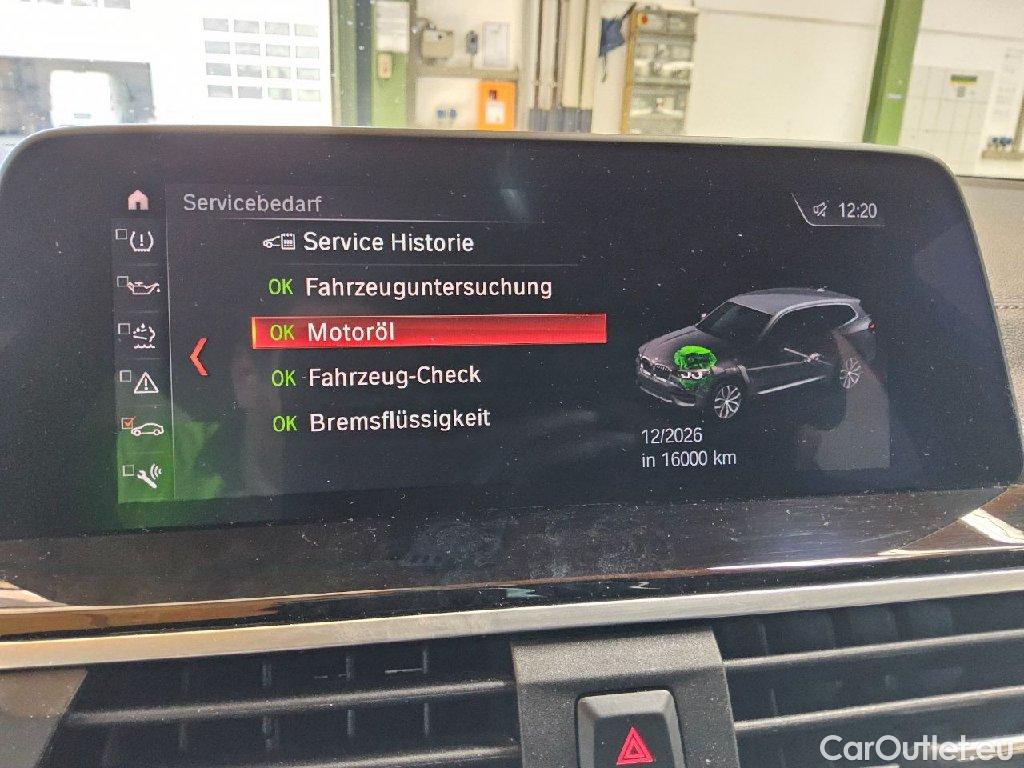 Servicebedarf
12:20
Service Historie
OK Fahrzeuguntersuchung
OK Motoröl
OK Fahrzeug-Check
OK Bremsflüssigkeit
12/2026
in 16000 km
CarOutlet.eu